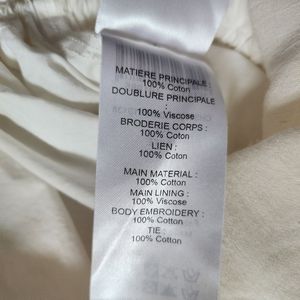 MATIERE PRINCIPALE :
100% Coton
DOUBLURE PRINCIPALE
:
100% Viscose
BRODERIE CORPS :
100% Coton
LIEN :
100% Coton
MAIN MATERIAL :
100% Cotton
MAIN LINING :
100% Viscose
BODY EMBROIDERY :
100% Cotton
TIE :
100% Cotton